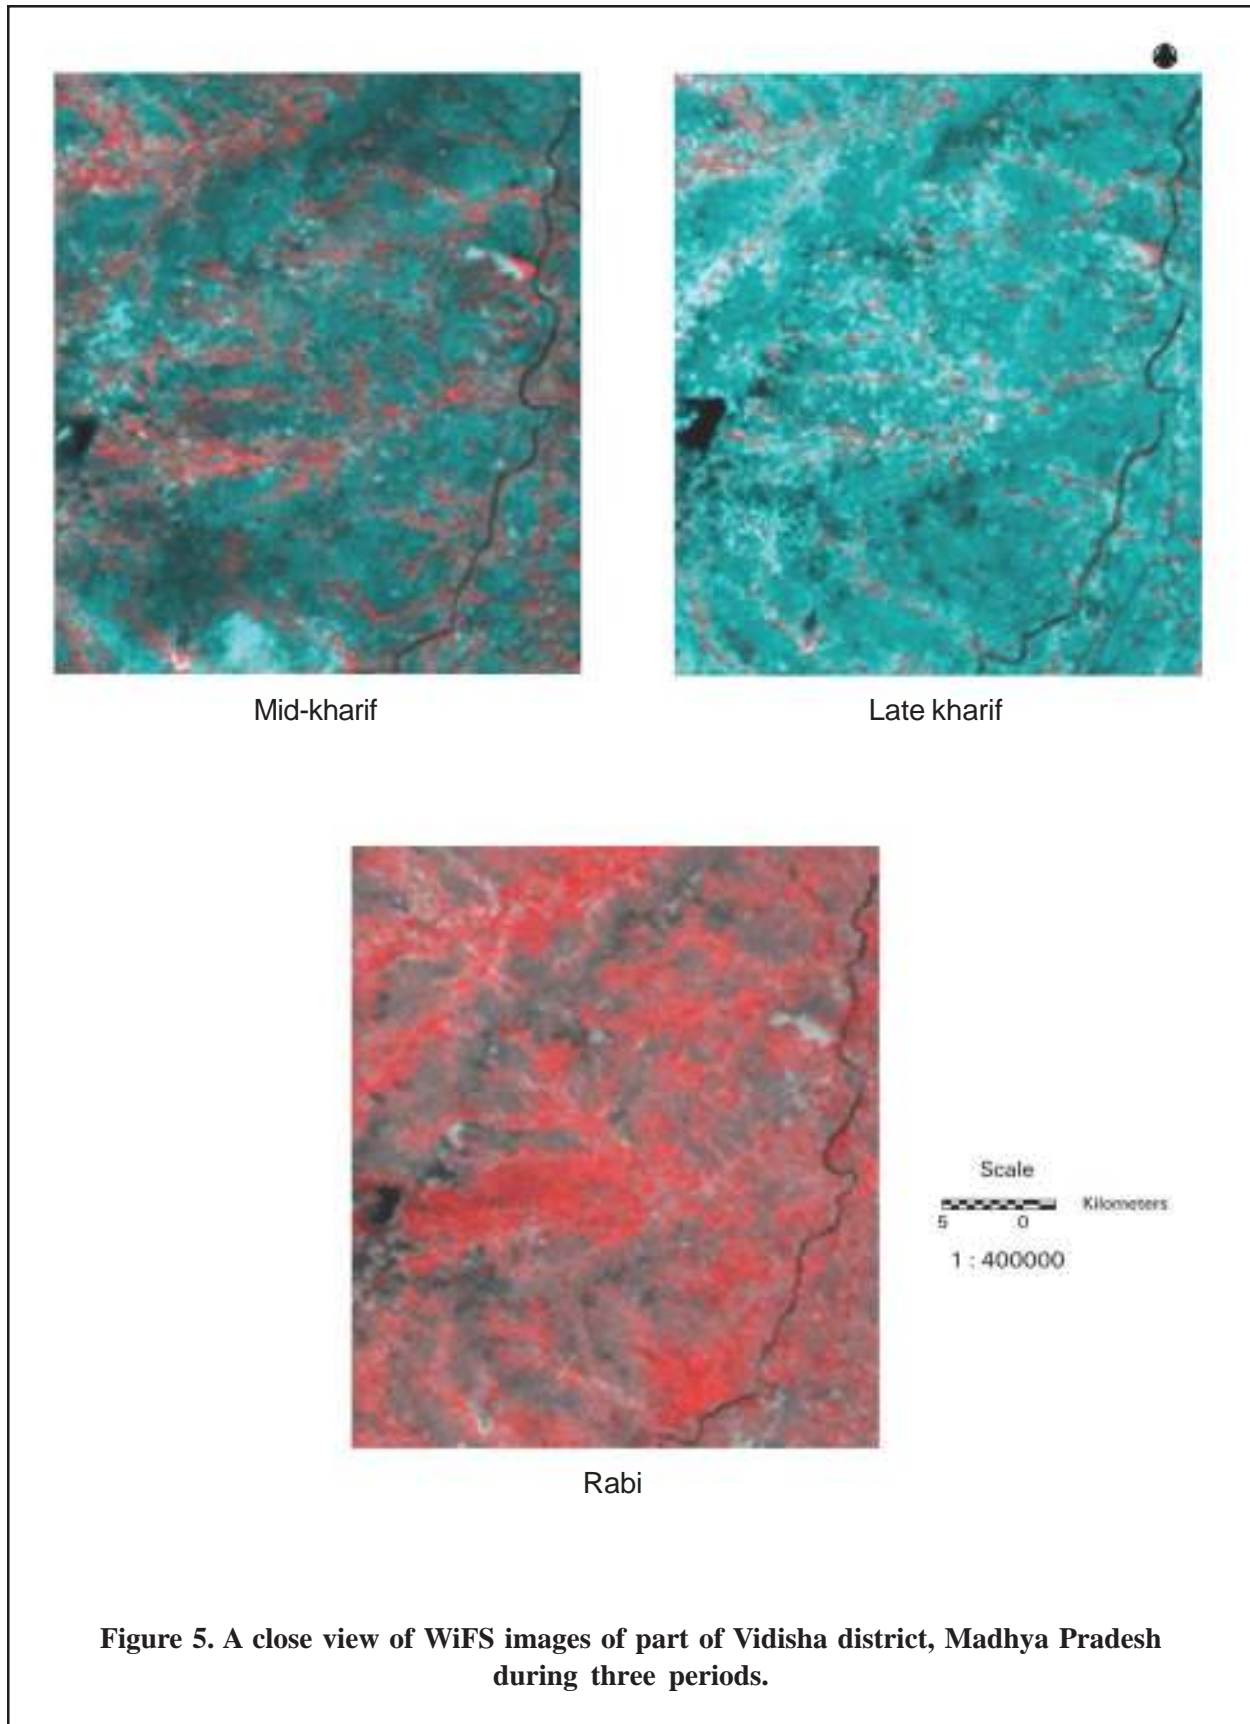 Mid-kharif
Late kharif
Scale
Kilometers
5 0
1 : 400000
Rabi
Figure 5. A close view of WiFS images of part of Vidisha district, Madhya Pradesh
during three periods.